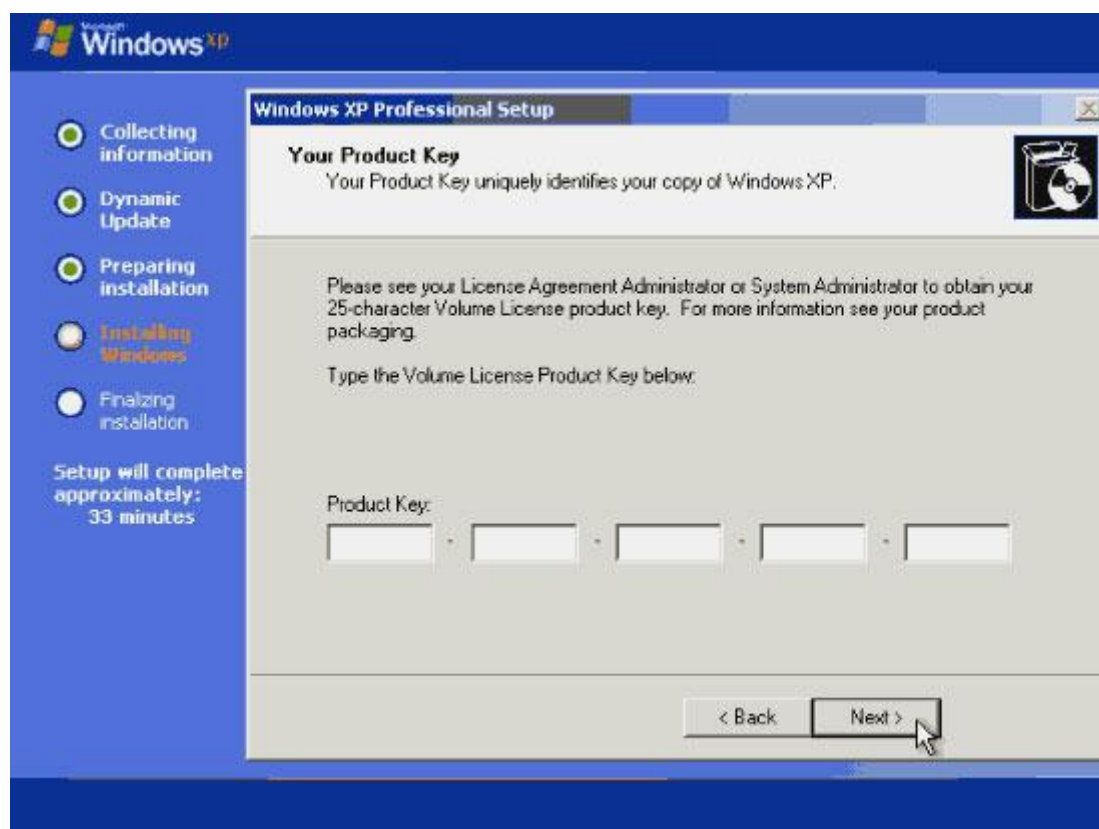 Microsoft
Windows xp
Windows XP Professional Setup
Collecting
information
Dynamic
Update
Preparing
installation
Installing
Windows
Finalizing
installation
Setup will complete
approximately:
33 minutes
Your Product Key
Your Product Key uniquely identifies your copy of Windows XP.
Please see your License Agreement Administrator or System Administrator to obtain your
25-character Volume License product key. For more information see your product
packaging.
Type the Volume License Product Key below:
Product Key:
- - - -
< Back
Next >